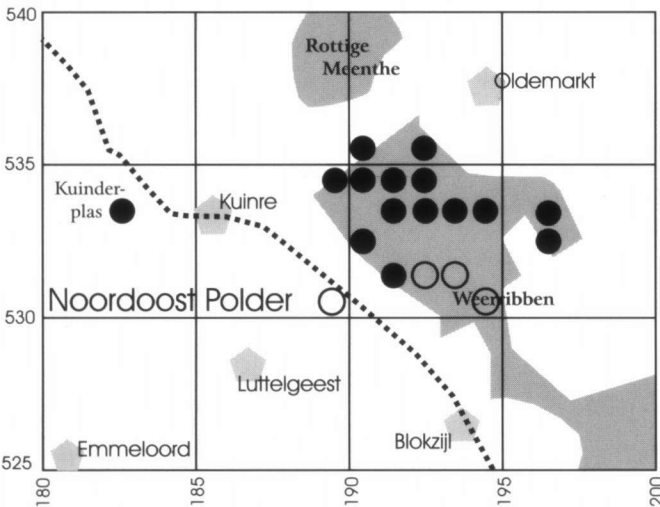 540
Rottige
Meenthe
Oldemarkt
535
Kuinder-
plas
Kuinre
Noordoost Polder
Weerribben
530
Luttelgeest
Blokzijl
Emmeloord
525
180
185
190
195
200